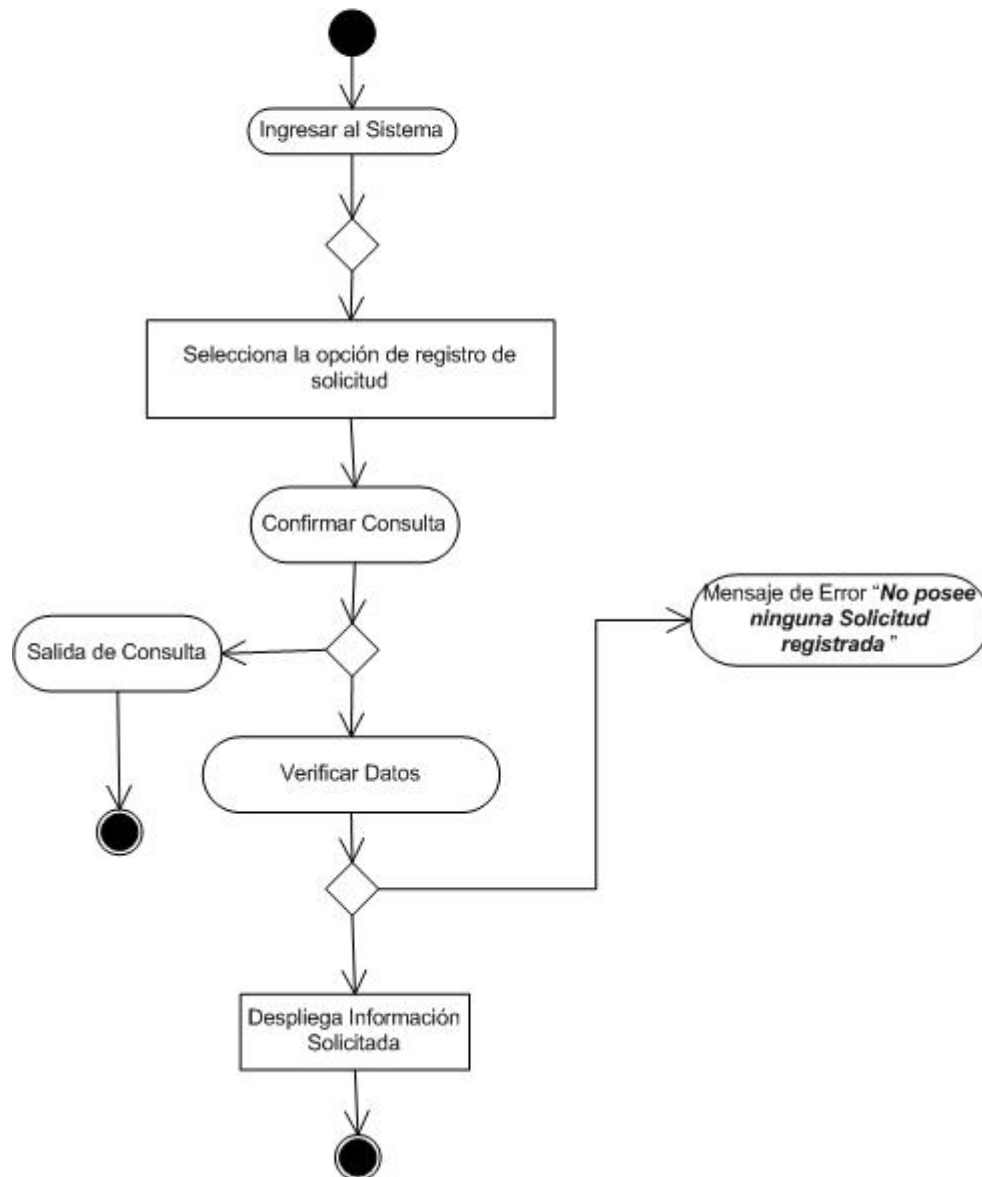 Ingresar al Sistema
Selecciona la opción de registro de
solicitud
Confirmar Consulta
Mensaje de Error “No posee
ninguna Solicitud
registrada ”
Salida de Consulta
Verificar Datos
Despliega Información
Solicitada